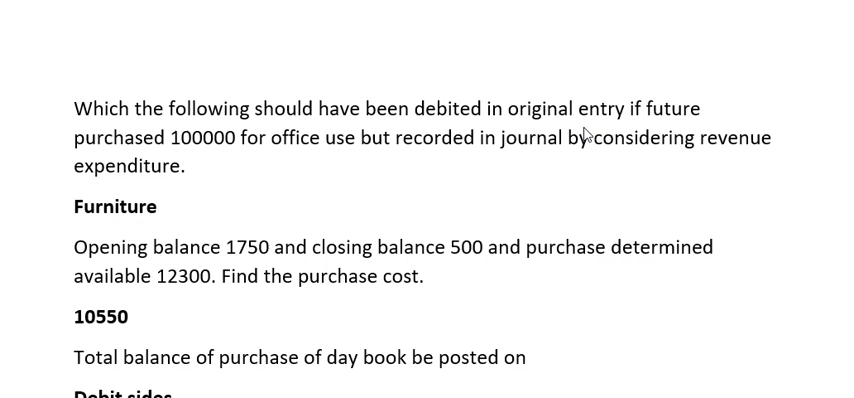 Which the following should have been debited in original entry if future
purchased 100000 for office use but recorded in journal by considering revenue
expenditure.
Furniture
Opening balance 1750 and closing balance 500 and purchase determined
available 12300. Find the purchase cost.
10550
Total balance of purchase of day book be posted on
Debit sides